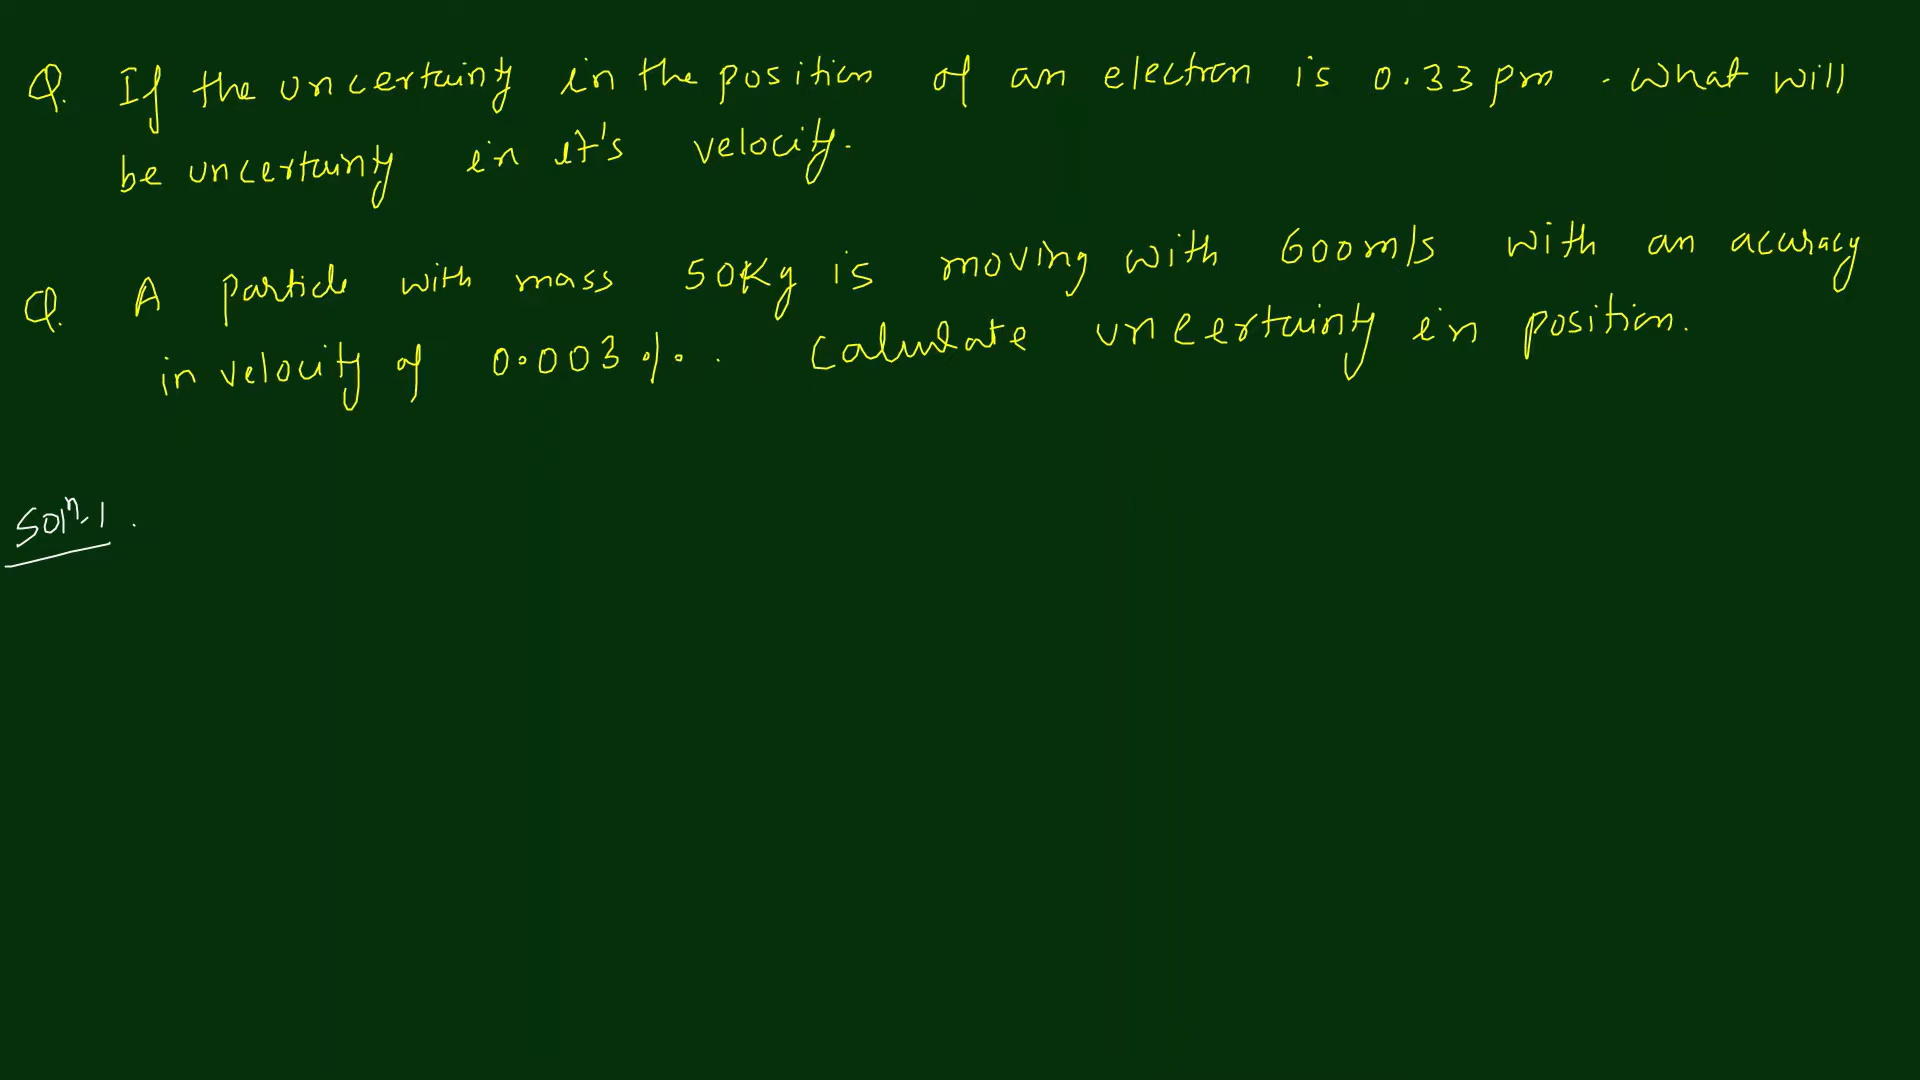 Q. If the uncertainty in the position of an electron is 0.33 pm. What will
be uncertainty in it's velocity.
Q. A particle with mass 50Kg is moving with 600m/s with an accuracy
in velocity of 0.003%. Calculate uncertainty in position.
Solⁿ-1.